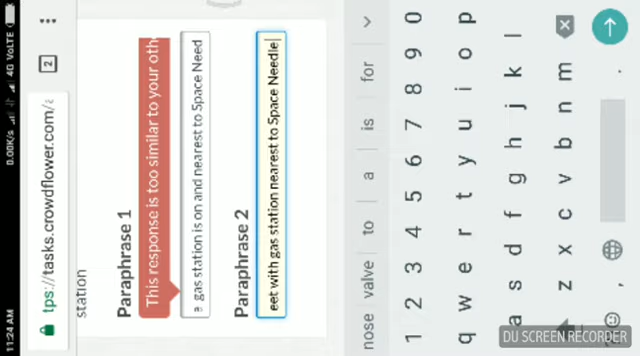 11:24 AM
0.00K/s
4G VoLTE
tps://tasks.crowdflower.com/
2
station
Paraphrase 1
This response is too similar to your oth
gas station is on and nearest to Space Need
Paraphrase 2
eet with gas station nearest to Space Needle
nose valve to a is for
1 2 3 4 5 6 7 8 9 0
q w e r t y u i o p
a s d f g h j k l
z x c v b n m
, .
DU SCREEN RECORDER